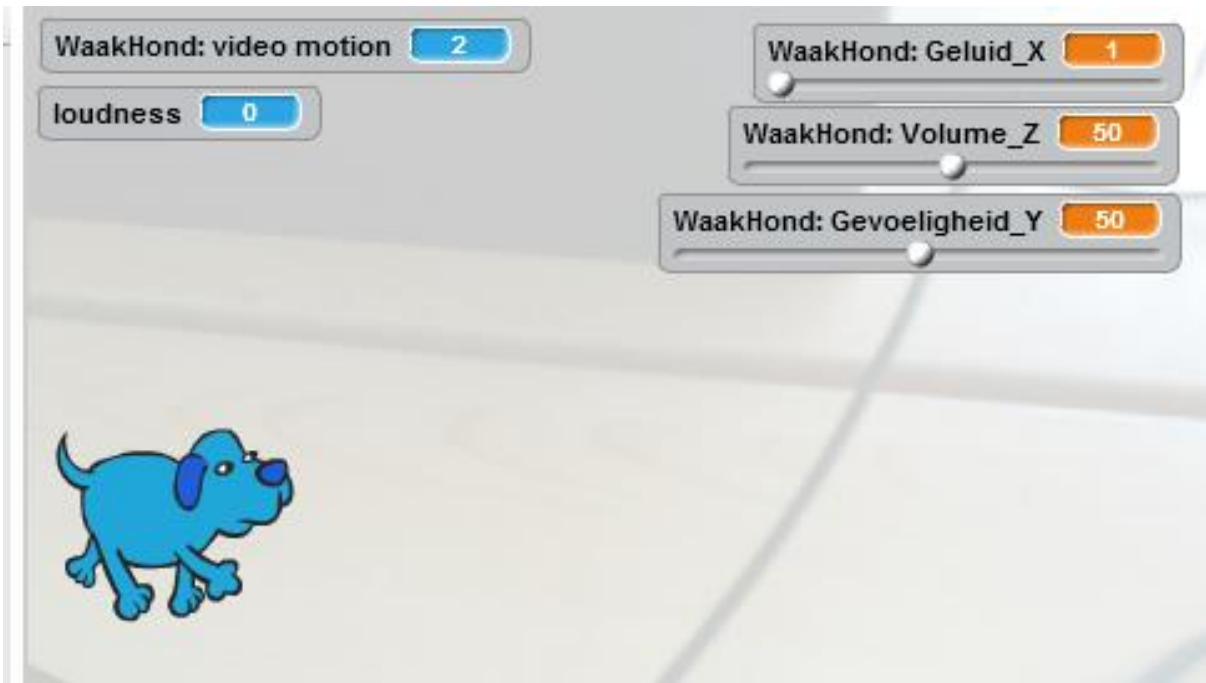 WaakHond: video motion 2
loudness 0
WaakHond: Geluid_X 1
WaakHond: Volume_Z 50
WaakHond: Gevoeligheid_Y 50